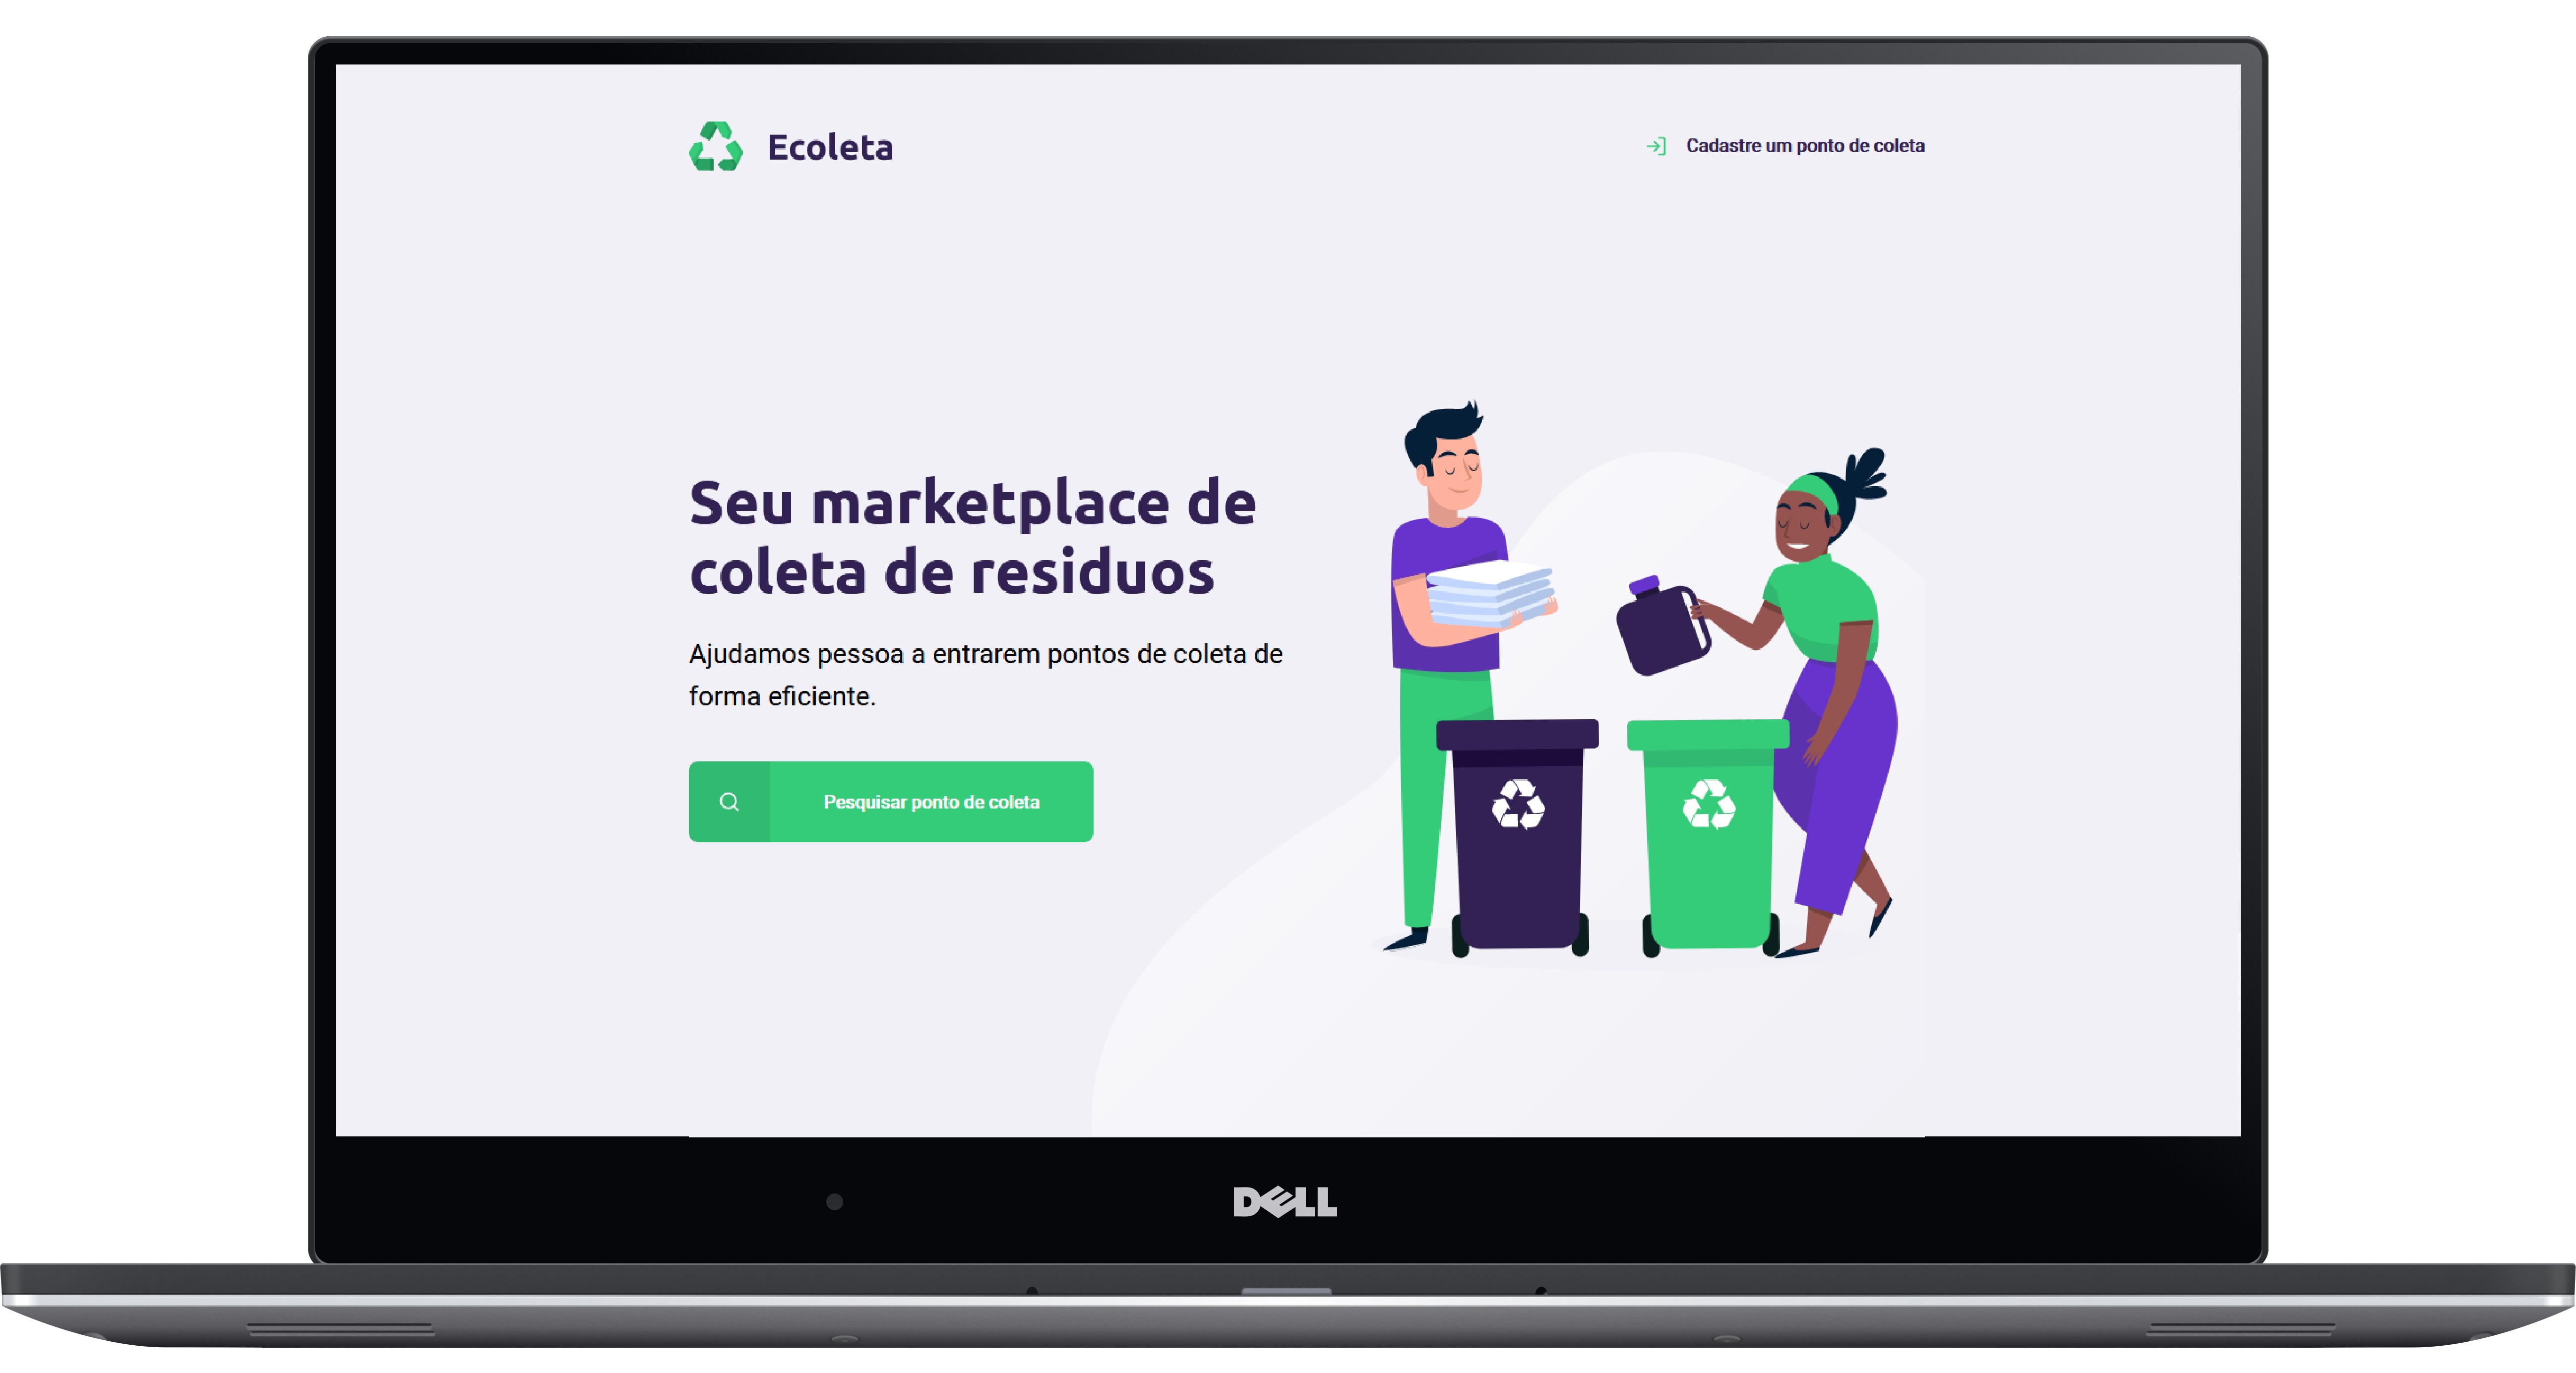 Ecoleta
Cadastre um ponto de coleta
Seu marketplace de
coleta de residuos
Ajudamos pessoa a entrarem pontos de coleta de
forma eficiente.
Pesquisar ponto de coleta
DELL